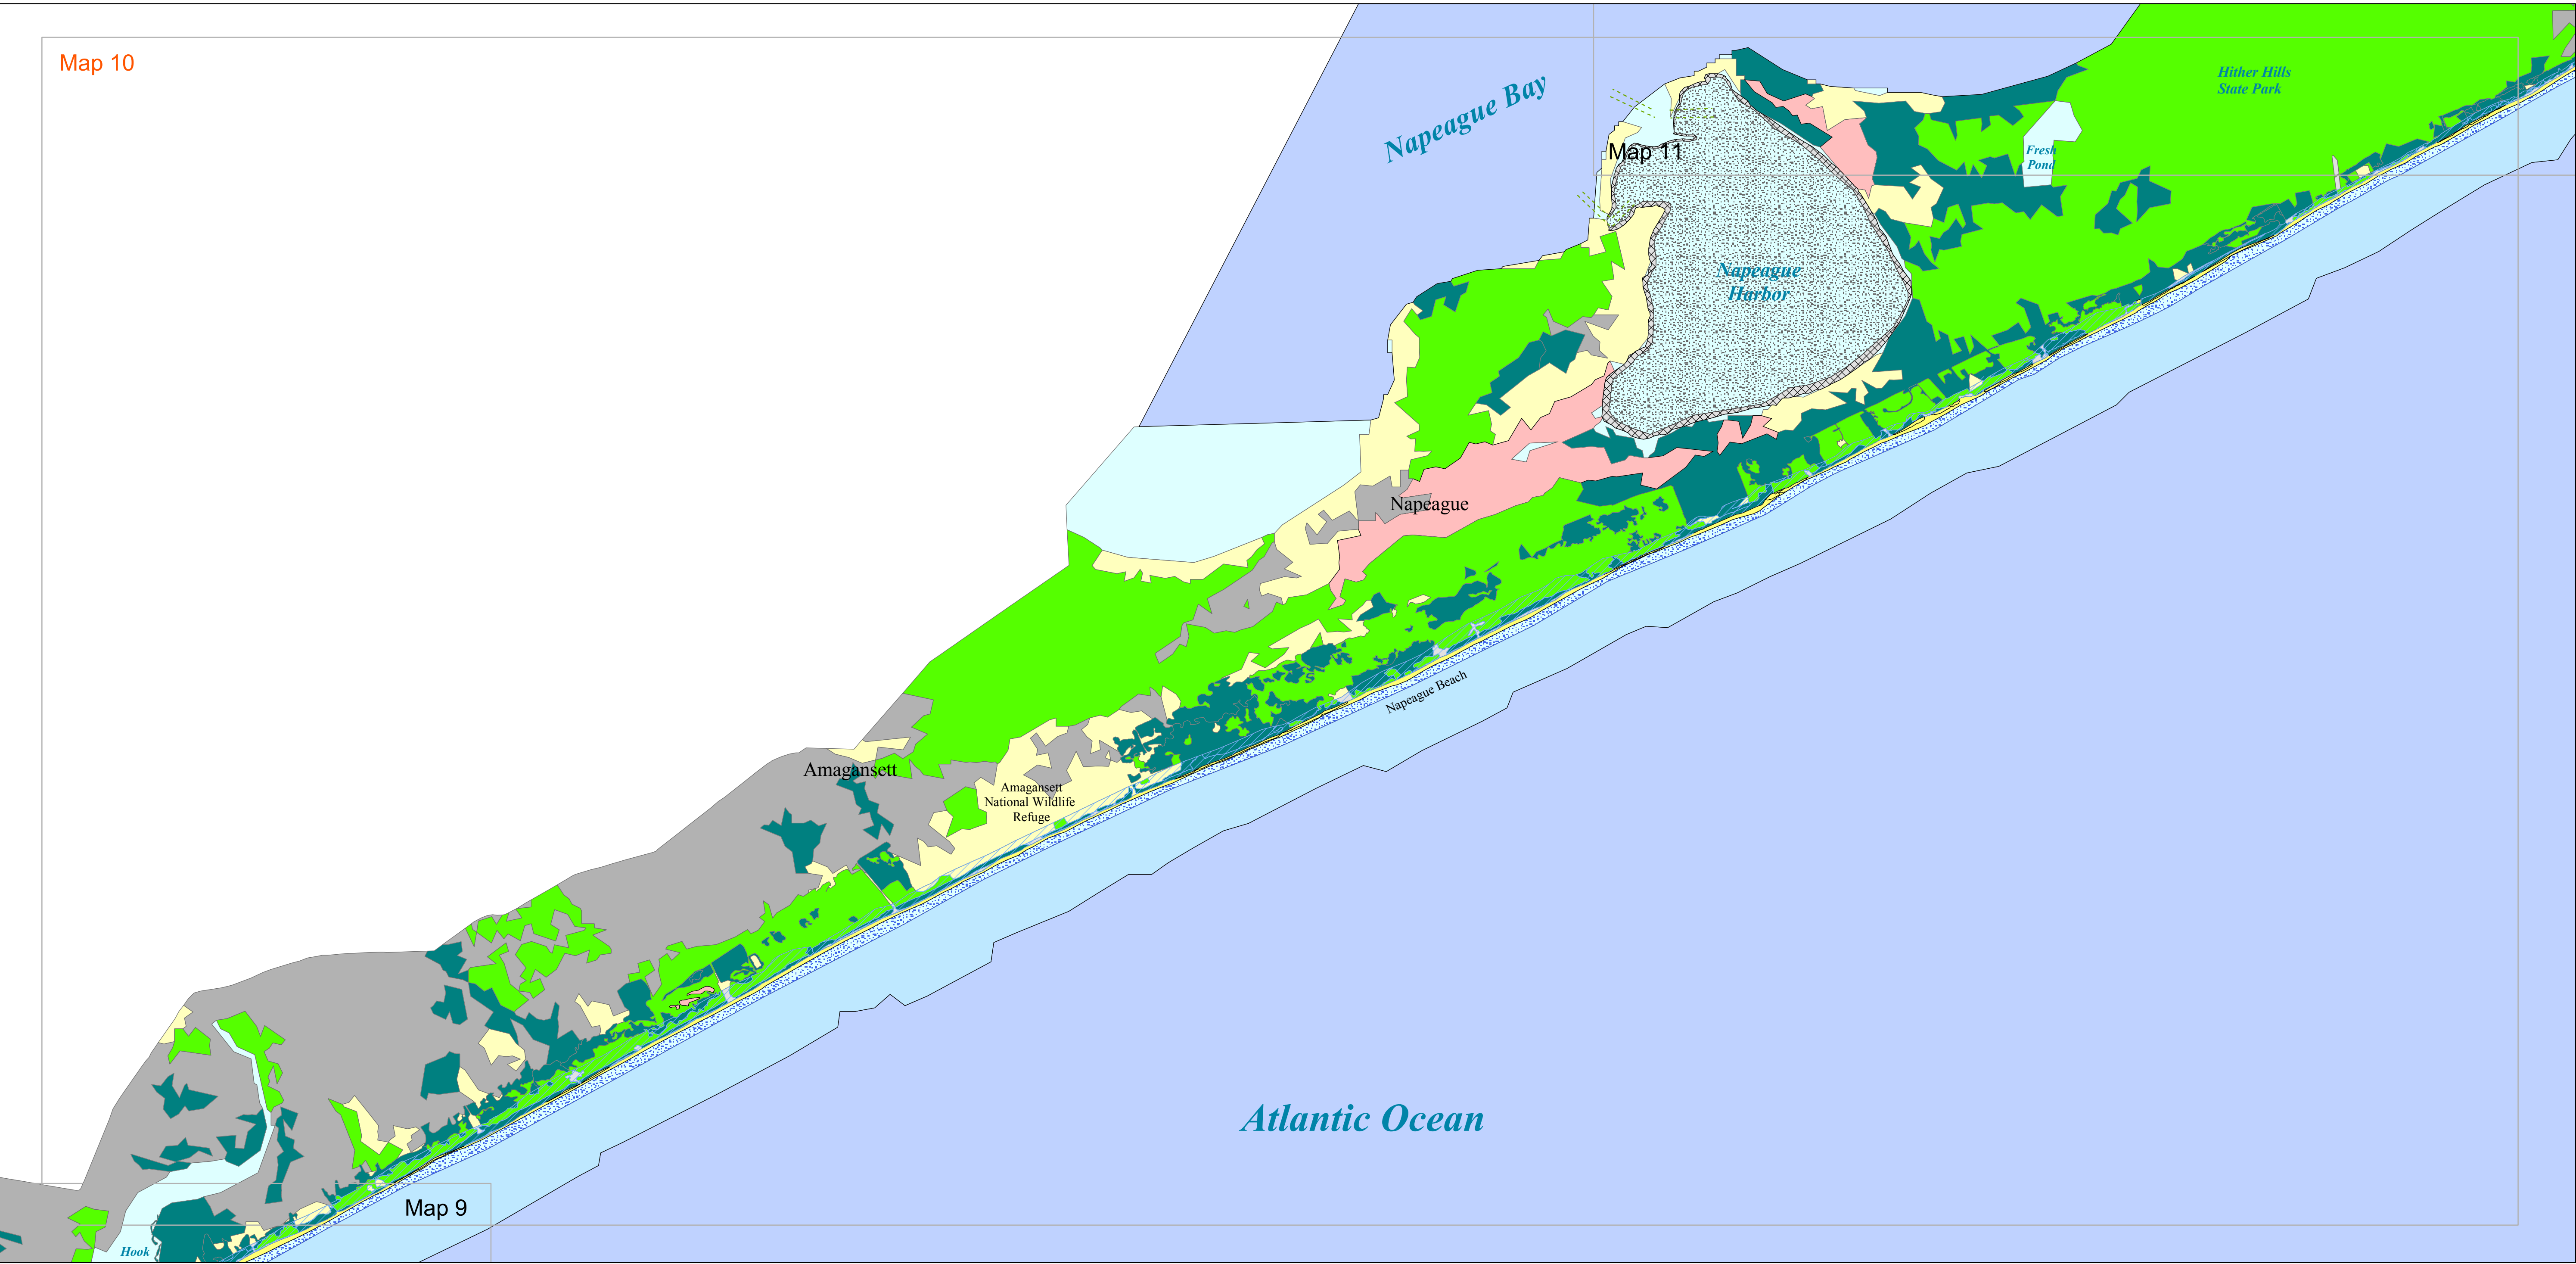 Map 10
Hither Hills
State Park
Napeague Bay
Map 11
Fresh
Pond
Napeague
Harbor
Napeague
Napeague Beach
Amagansett
Amagansett
National Wildlife
Refuge
Atlantic Ocean
Map 9
Hook